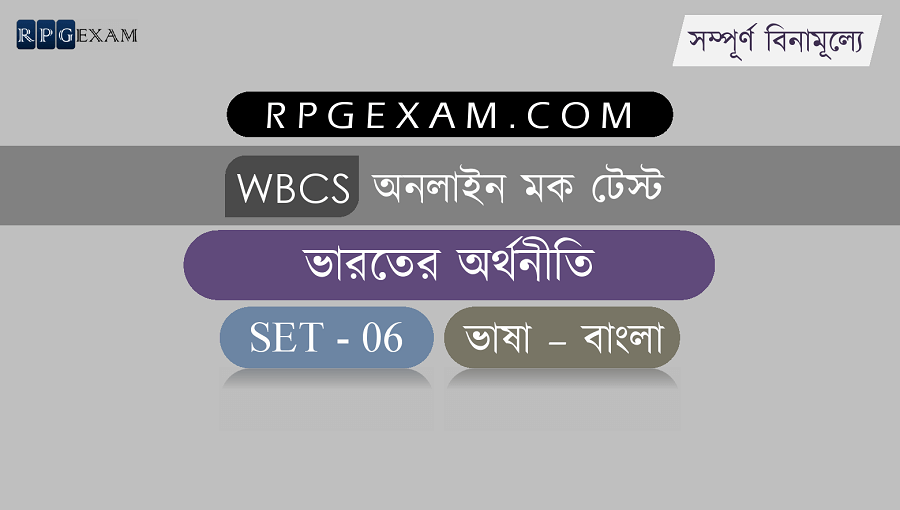 RPGEXAM
সম্পূর্ণ বিনামূল্যে
RPGEXAM.COM
WBCS অনলাইন মক টেস্ট
ভারতের অর্থনীতি
SET - 06
ভাষা – বাংলা